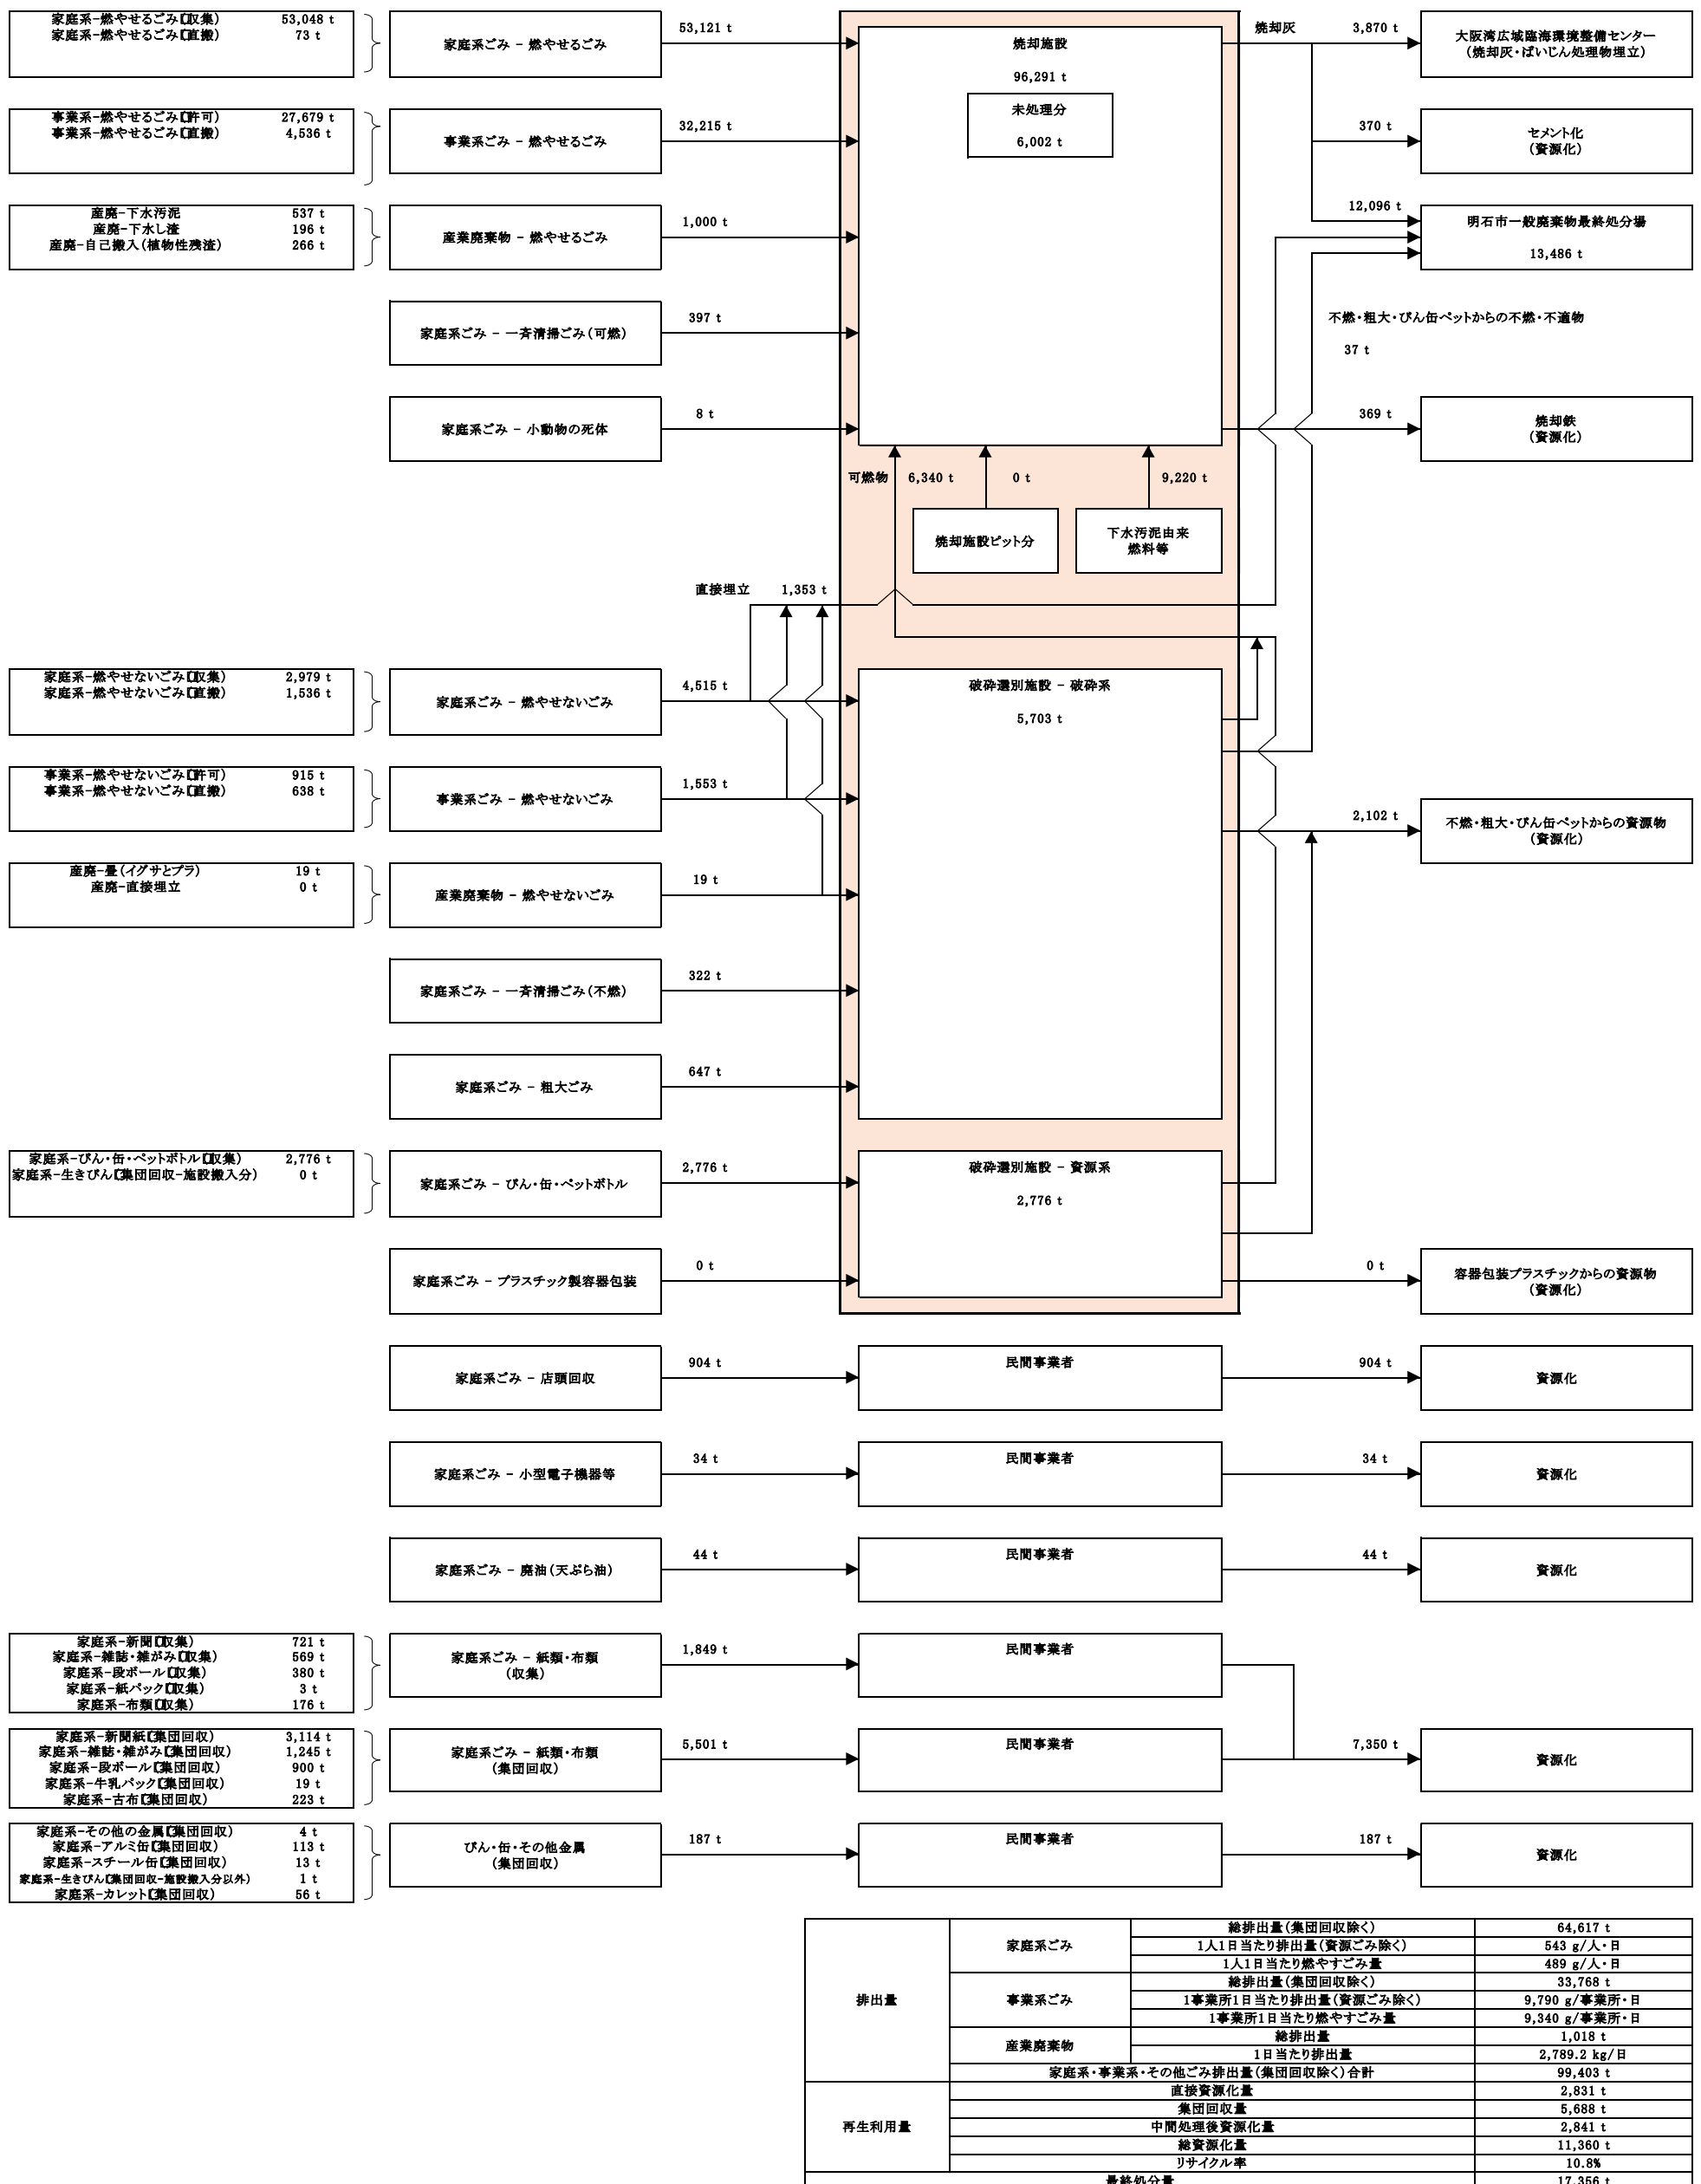 家庭系-燃やせるごみ【収集】 53,048 t
家庭系-燃やせるごみ【直搬】 73 t
家庭系ごみ － 燃やせるごみ
53,121 t
焼却施設
96,291 t
未処理分
6,002 t
焼却灰
3,870 t
大阪湾広域臨海環境整備センター
(焼却灰・ばいじん処理物埋立)
事業系-燃やせるごみ【許可】 27,679 t
事業系-燃やせるごみ【直搬】 4,536 t
事業系ごみ － 燃やせるごみ
32,215 t
370 t
セメント化
(資源化)
産廃-下水汚泥 537 t
産廃-下水し渣 196 t
産廃-自己搬入(植物性残渣) 266 t
産業廃棄物 － 燃やせるごみ
1,000 t
12,096 t
明石市一般廃棄物最終処分場
13,486 t
家庭系ごみ － 一斉清掃ごみ(可燃)
397 t
不燃・粗大・びん缶ペットからの不燃・不適物
37 t
家庭系ごみ － 小動物の死体
8 t
369 t
焼却鉄
(資源化)
可燃物 6,340 t
0 t
9,220 t
焼却施設ピット分
下水汚泥由来
燃料等
直接埋立 1,353 t
家庭系-燃やせないごみ【収集】 2,979 t
家庭系-燃やせないごみ【直搬】 1,536 t
家庭系ごみ － 燃やせないごみ
4,515 t
破砕選別施設 － 破砕系
5,703 t
事業系-燃やせないごみ【許可】 915 t
事業系-燃やせないごみ【直搬】 638 t
事業系ごみ － 燃やせないごみ
1,553 t
2,102 t
不燃・粗大・びん缶ペットからの資源物
(資源化)
産廃-畳(イグサとプラ) 19 t
産廃-直接埋立 0 t
産業廃棄物 － 燃やせないごみ
19 t
家庭系ごみ － 一斉清掃ごみ(不燃)
322 t
家庭系ごみ － 粗大ごみ
647 t
家庭系-びん・缶・ペットボトル【収集】 2,776 t
家庭系-生きびん【集団回収-施設搬入分】 0 t
家庭系ごみ － びん・缶・ペットボトル
2,776 t
破砕選別施設 － 資源系
2,776 t
家庭系ごみ － プラスチック製容器包装
0 t
0 t
容器包装プラスチックからの資源物
(資源化)
家庭系ごみ － 店頭回収
904 t
民間事業者
904 t
資源化
家庭系ごみ － 小型電子機器等
34 t
民間事業者
34 t
資源化
家庭系ごみ － 廃油(天ぷら油)
44 t
民間事業者
44 t
資源化
家庭系-新聞【収集】 721 t
家庭系-雑誌・雑がみ【収集】 569 t
家庭系-段ボール【収集】 380 t
家庭系-紙パック【収集】 3 t
家庭系-布類【収集】 176 t
家庭系ごみ － 紙類・布類
(収集)
1,849 t
民間事業者
家庭系-新聞紙【集団回収】 3,114 t
家庭系-雑誌・雑がみ【集団回収】 1,245 t
家庭系-段ボール【集団回収】 900 t
家庭系-牛乳パック【集団回収】 19 t
家庭系-古布【集団回収】 223 t
家庭系ごみ － 紙類・布類
(集団回収)
5,501 t
民間事業者
7,350 t
資源化
家庭系-その他の金属【集団回収】 4 t
家庭系-アルミ缶【集団回収】 113 t
家庭系-スチール缶【集団回収】 13 t
家庭系-生きびん【集団回収-施設搬入分以外】 1 t
家庭系-カレット【集団回収】 56 t
びん・缶・その他金属
(集団回収)
187 t
民間事業者
187 t
資源化
排出量
家庭系ごみ
総排出量(集団回収除く) 64,617 t
1人1日当たり排出量(資源ごみ除く) 543 g/人・日
1人1日当たり燃やすごみ量 489 g/人・日
事業系ごみ
総排出量(集団回収除く) 33,768 t
1事業所1日当たり排出量(資源ごみ除く) 9,790 g/事業所・日
1事業所1日当たり燃やすごみ量 9,340 g/事業所・日
産業廃棄物
総排出量 1,018 t
1日当たり排出量 2,789.2 kg/日
家庭系・事業系・その他ごみ排出量(集団回収除く)合計 99,403 t
再生利用量
直接資源化量 2,831 t
集団回収量 5,688 t
中間処理後資源化量 2,841 t
総資源化量 11,360 t
リサイクル率 10.8%
最終処分量 17,356 t